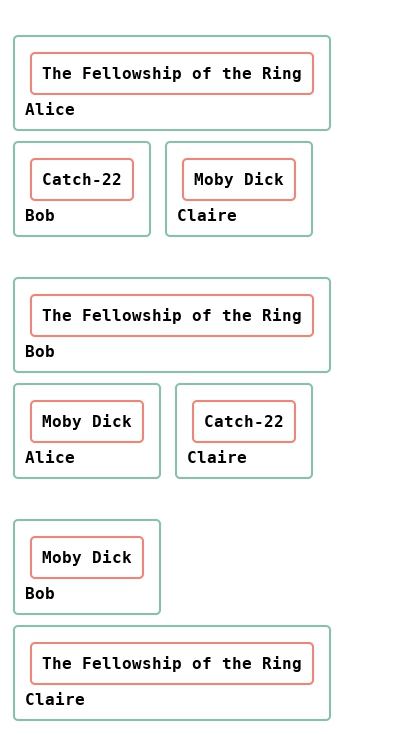 The Fellowship of the Ring
Alice
Catch-22
Bob
Moby Dick
Claire
The Fellowship of the Ring
Bob
Moby Dick
Alice
Catch-22
Claire
Moby Dick
Bob
The Fellowship of the Ring
Claire